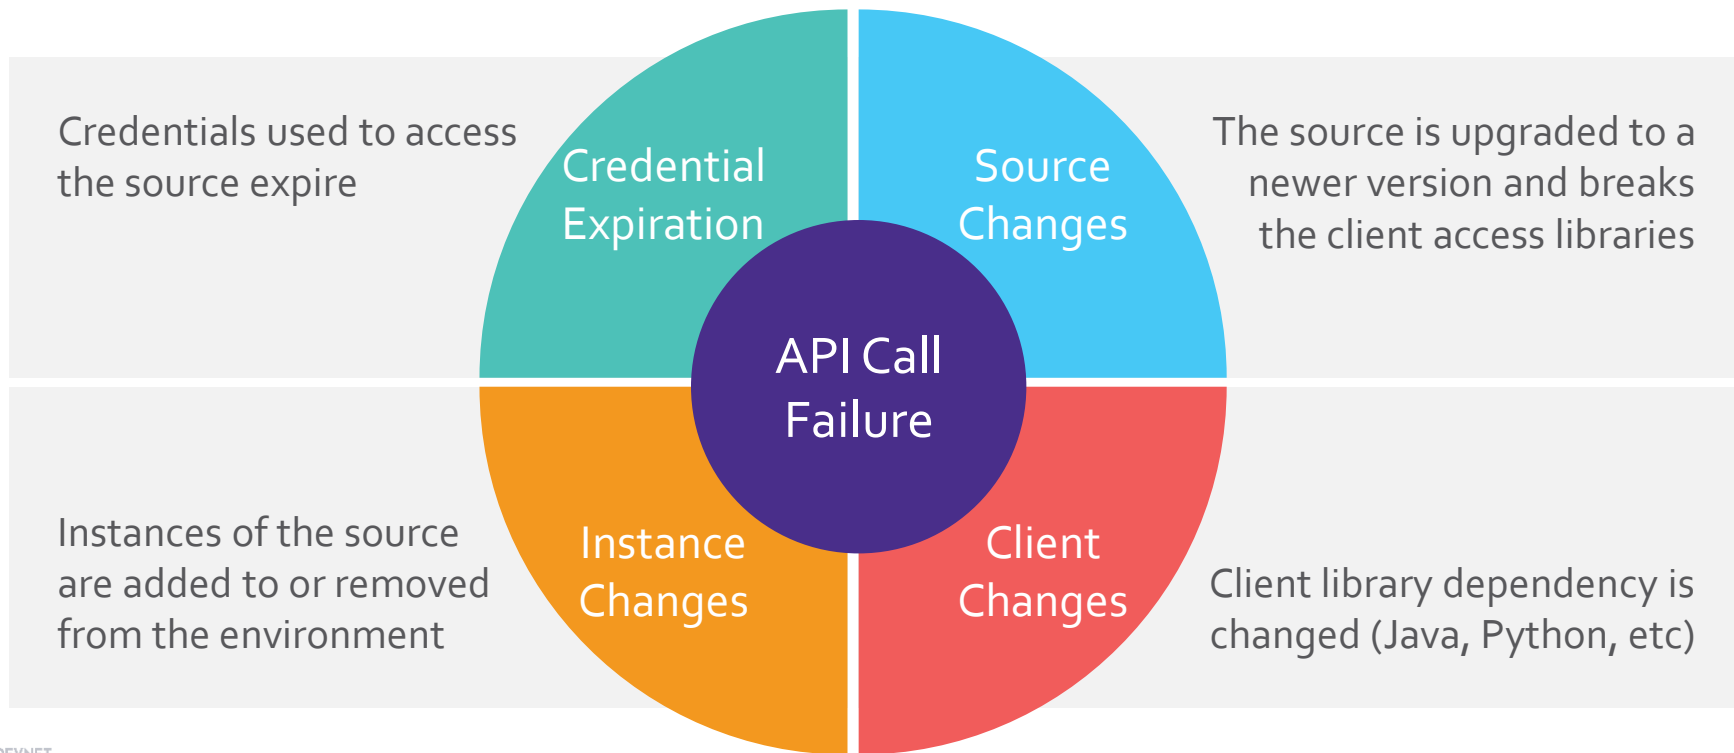 Credentials used to access
the source expire
Credential
Expiration
Source
Changes
The source is upgraded to a
newer version and breaks
the client access libraries
API Call
Failure
Instances of the source
are added to or removed
from the environment
Instance
Changes
Client
Changes
Client library dependency is
changed (Java, Python, etc)